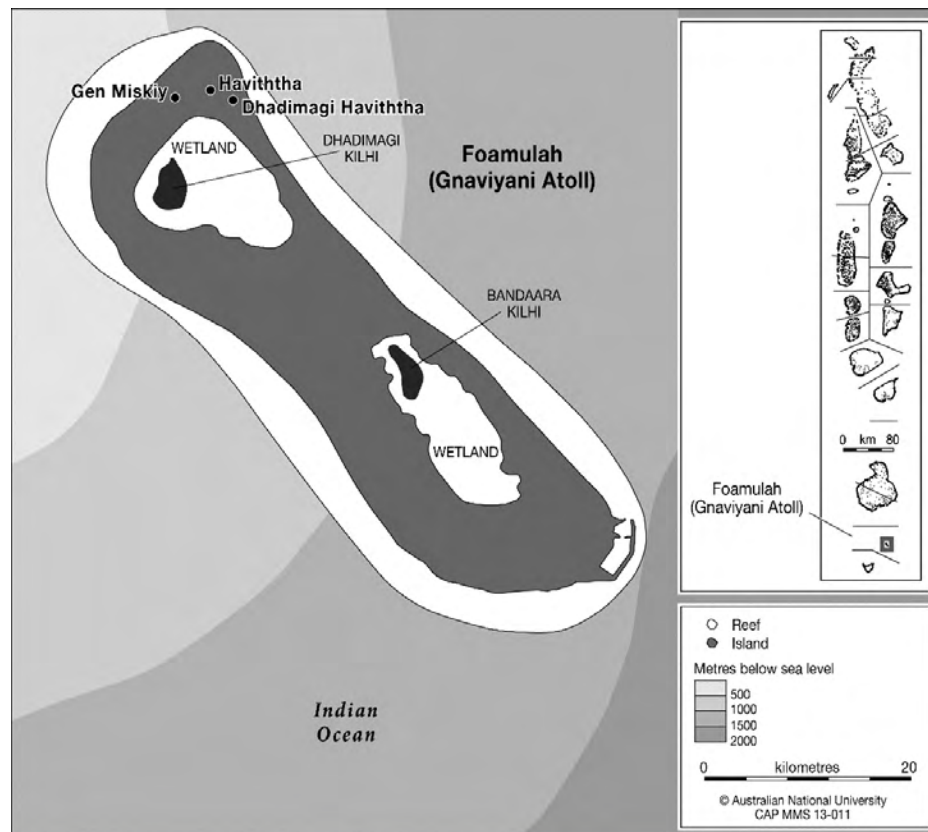 Gen Miskiy
Haviththa
Dhadimagi Haviththa
WETLAND
DHADIMAGI
KILHI
Foamulah
(Gnaviyani Atoll)
BANDAARA
KILHI
WETLAND
Indian
Ocean
0 km 80
Foamulah
(Gnaviyani Atoll)
Reef
Island
Metres below sea level
500
1000
1500
2000
0 kilometres 20
© Australian National University
CAP MMS 13-011